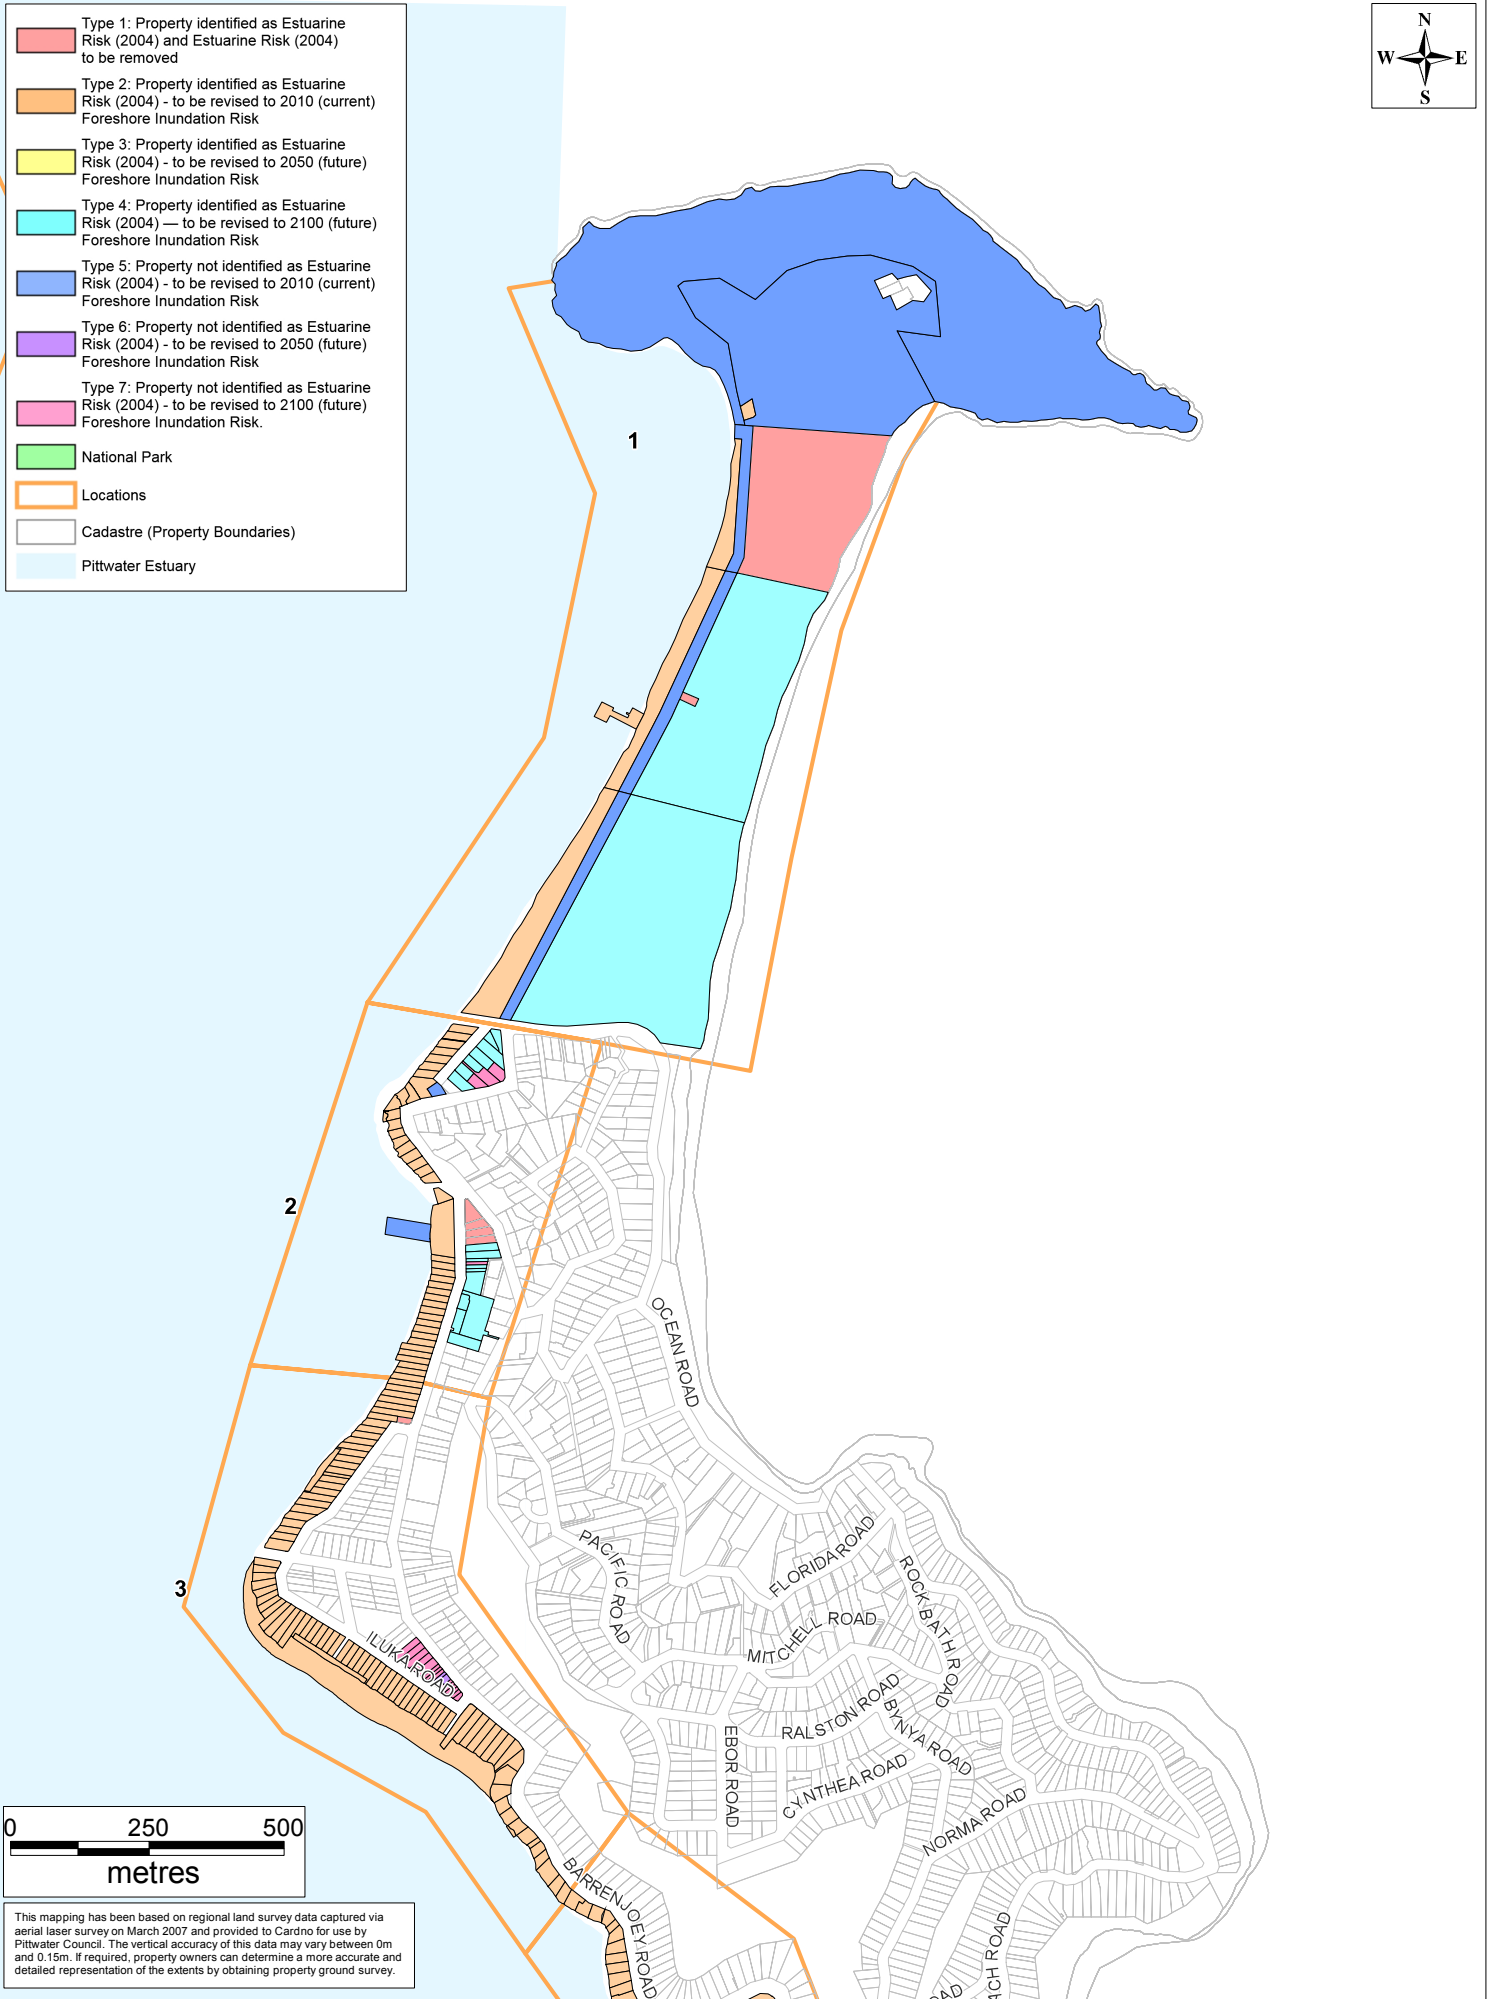 Type 1: Property identified as Estuarine
Risk (2004) and Estuarine Risk (2004)
to be removed
Type 2: Property identified as Estuarine
Risk (2004) - to be revised to 2010 (current)
Foreshore Inundation Risk
Type 3: Property identified as Estuarine
Risk (2004) - to be revised to 2050 (future)
Foreshore Inundation Risk
Type 4: Property identified as Estuarine
Risk (2004) — to be revised to 2100 (future)
Foreshore Inundation Risk
Type 5: Property not identified as Estuarine
Risk (2004) - to be revised to 2010 (current)
Foreshore Inundation Risk
Type 6: Property not identified as Estuarine
Risk (2004) - to be revised to 2050 (future)
Foreshore Inundation Risk
Type 7: Property not identified as Estuarine
Risk (2004) - to be revised to 2100 (future)
Foreshore Inundation Risk.
National Park
Locations
Cadastre (Property Boundaries)
Pittwater Estuary
N
W E
S
1
2
3
OCEAN ROAD
PACIFIC ROAD
FLORIDA ROAD
ROCK BATH ROAD
MITCHELL ROAD
ILUKA ROAD
RALSTON ROAD
BYNYA ROAD
EBOR ROAD
CYNTHEA ROAD
NORMA ROAD
BARRENJOEY ROAD
ACH ROAD
OAD
0 250 500
metres
This mapping has been based on regional land survey data captured via
aerial laser survey on March 2007 and provided to Cardno for use by
Pittwater Council. The vertical accuracy of this data may vary between 0m
and 0.15m. If required, property owners can determine a more accurate and
detailed representation of the extents by obtaining property ground survey.